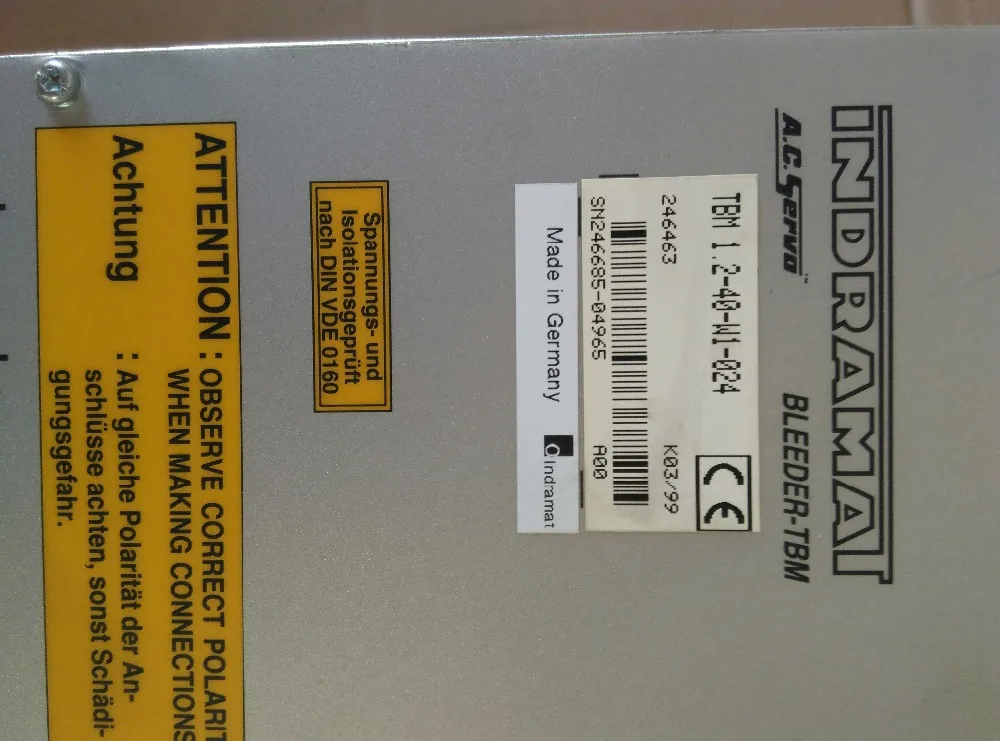 INDRAMAT
A.C. Servo™
BLEEDER-TBM
TBM 1.2-40-W1-024
246463
K03/99
CE
SN246685-04965
A00
Made in Germany
Indramat
Spannungs- und
Isolationsgeprüft
nach DIN VDE 0160
ATTENTION : OBSERVE CORRECT POLARIT
WHEN MAKING CONNECTIONS
Achtung : Auf gleiche Polarität der An-
schlüsse achten, sonst Schädi-
gungsgefahr.